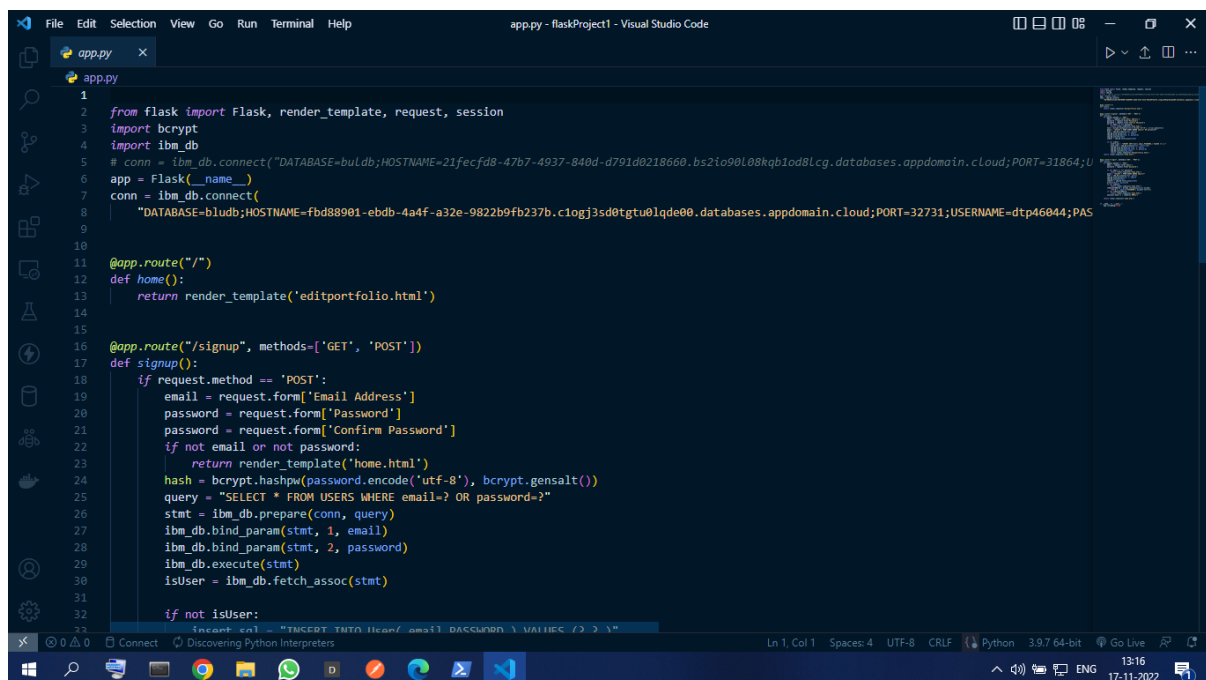 File Edit Selection View Go Run Terminal Help
app.py - flaskProject1 - Visual Studio Code
app.py
app.py
1
2 from flask import Flask, render_template, request, session
3 import bcrypt
4 import ibm_db
5 # conn = ibm_db.connect("DATABASE=buldb;HOSTNAME=21fecfd8-47b7-4937-840d-d791d0218660.bs2io90l08kqb1od8lcg.databases.appdomain.cloud;PORT=31864;U
6 app = Flask(__name__)
7 conn = ibm_db.connect(
8 "DATABASE=bludb;HOSTNAME=fbd88901-ebdb-4a4f-a32e-9822b9fb237b.c1ogj3sd0tgtu0lqde00.databases.appdomain.cloud;PORT=32731;USERNAME=dtp46044;PAS
9
10
11 @app.route("/")
12 def home():
13 return render_template('editportfolio.html')
14
15
16 @app.route("/signup", methods=['GET', 'POST'])
17 def signup():
18 if request.method == 'POST':
19 email = request.form['Email Address']
20 password = request.form['Password']
21 password = request.form['Confirm Password']
22 if not email or not password:
23 return render_template('home.html')
24 hash = bcrypt.hashpw(password.encode('utf-8'), bcrypt.gensalt())
25 query = "SELECT * FROM USERS WHERE email=? OR password=?"
26 stmt = ibm_db.prepare(conn, query)
27 ibm_db.bind_param(stmt, 1, email)
28 ibm_db.bind_param(stmt, 2, password)
29 ibm_db.execute(stmt)
30 isUser = ibm_db.fetch_assoc(stmt)
31
32 if not isUser:
33 insert_sql = "INSERT INTO User( email,PASSWORD ) VALUES (?,?,)"
0 0 Connect Discovering Python Interpreters Ln 1, Col 1 Spaces: 4 UTF-8 CRLF Python 3.9.7 64-bit Go Live
D ENG 13:16
17-11-2022